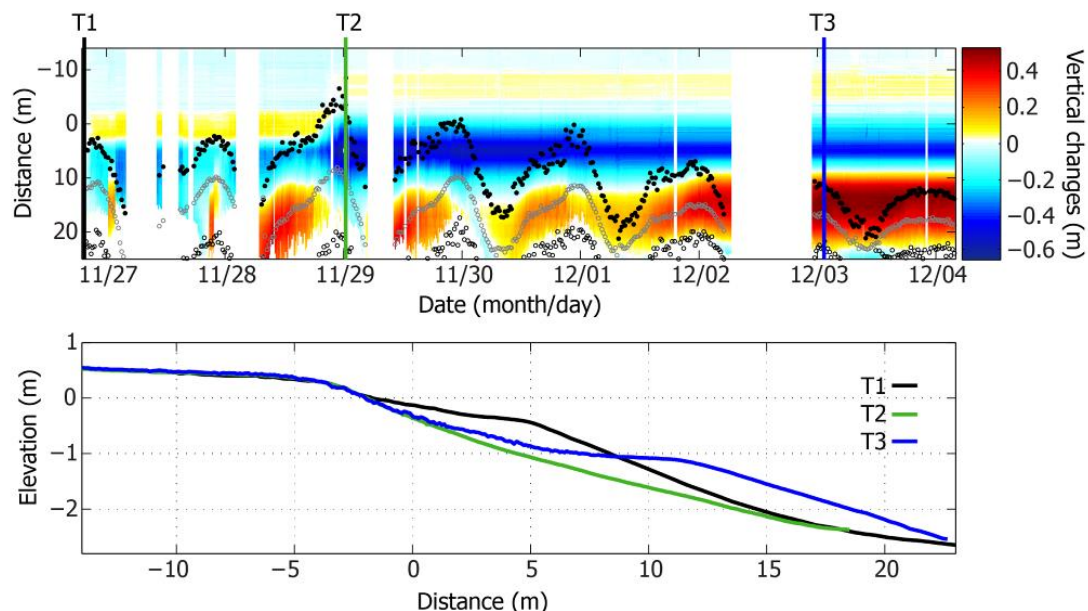 T1 T2 T3
−10
0
10
20
Distance (m)
11/27 11/28 11/29 11/30 12/01 12/02 12/03 12/04
Date (month/day)
0.4
0.2
0
−0.2
−0.4
−0.6
Vertical changes (m)
1
0
−1
−2
Elevation (m)
T1
T2
T3
−10 −5 0 5 10 15 20
Distance (m)